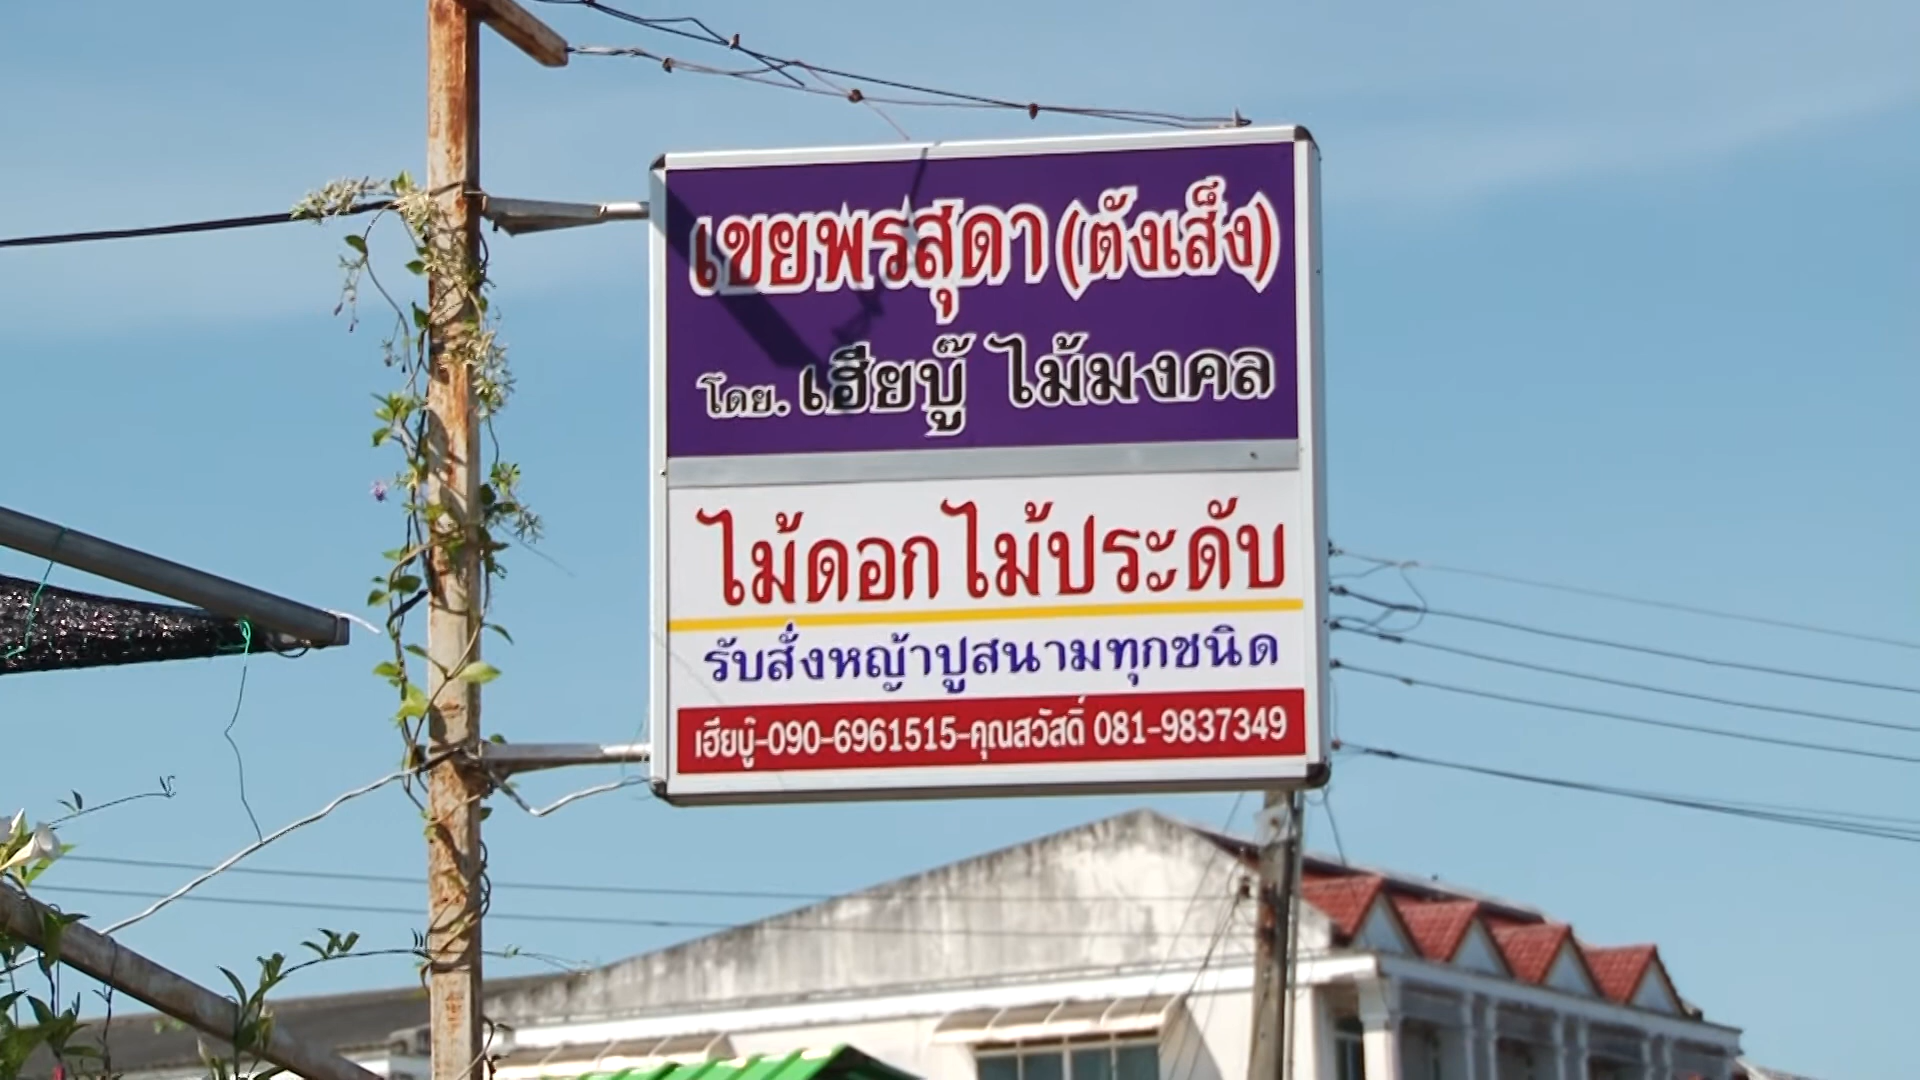 เขยพรสุดา (ตังเส็ง)
โดย. เฮียบู๊ ไม้มงคล
ไม้ดอก ไม้ประดับ
รับสั่งหญ้าปูสนามทุกชนิด
เฮียบู๊-090-6961515-คุณสวัสดิ์ 081-9837349